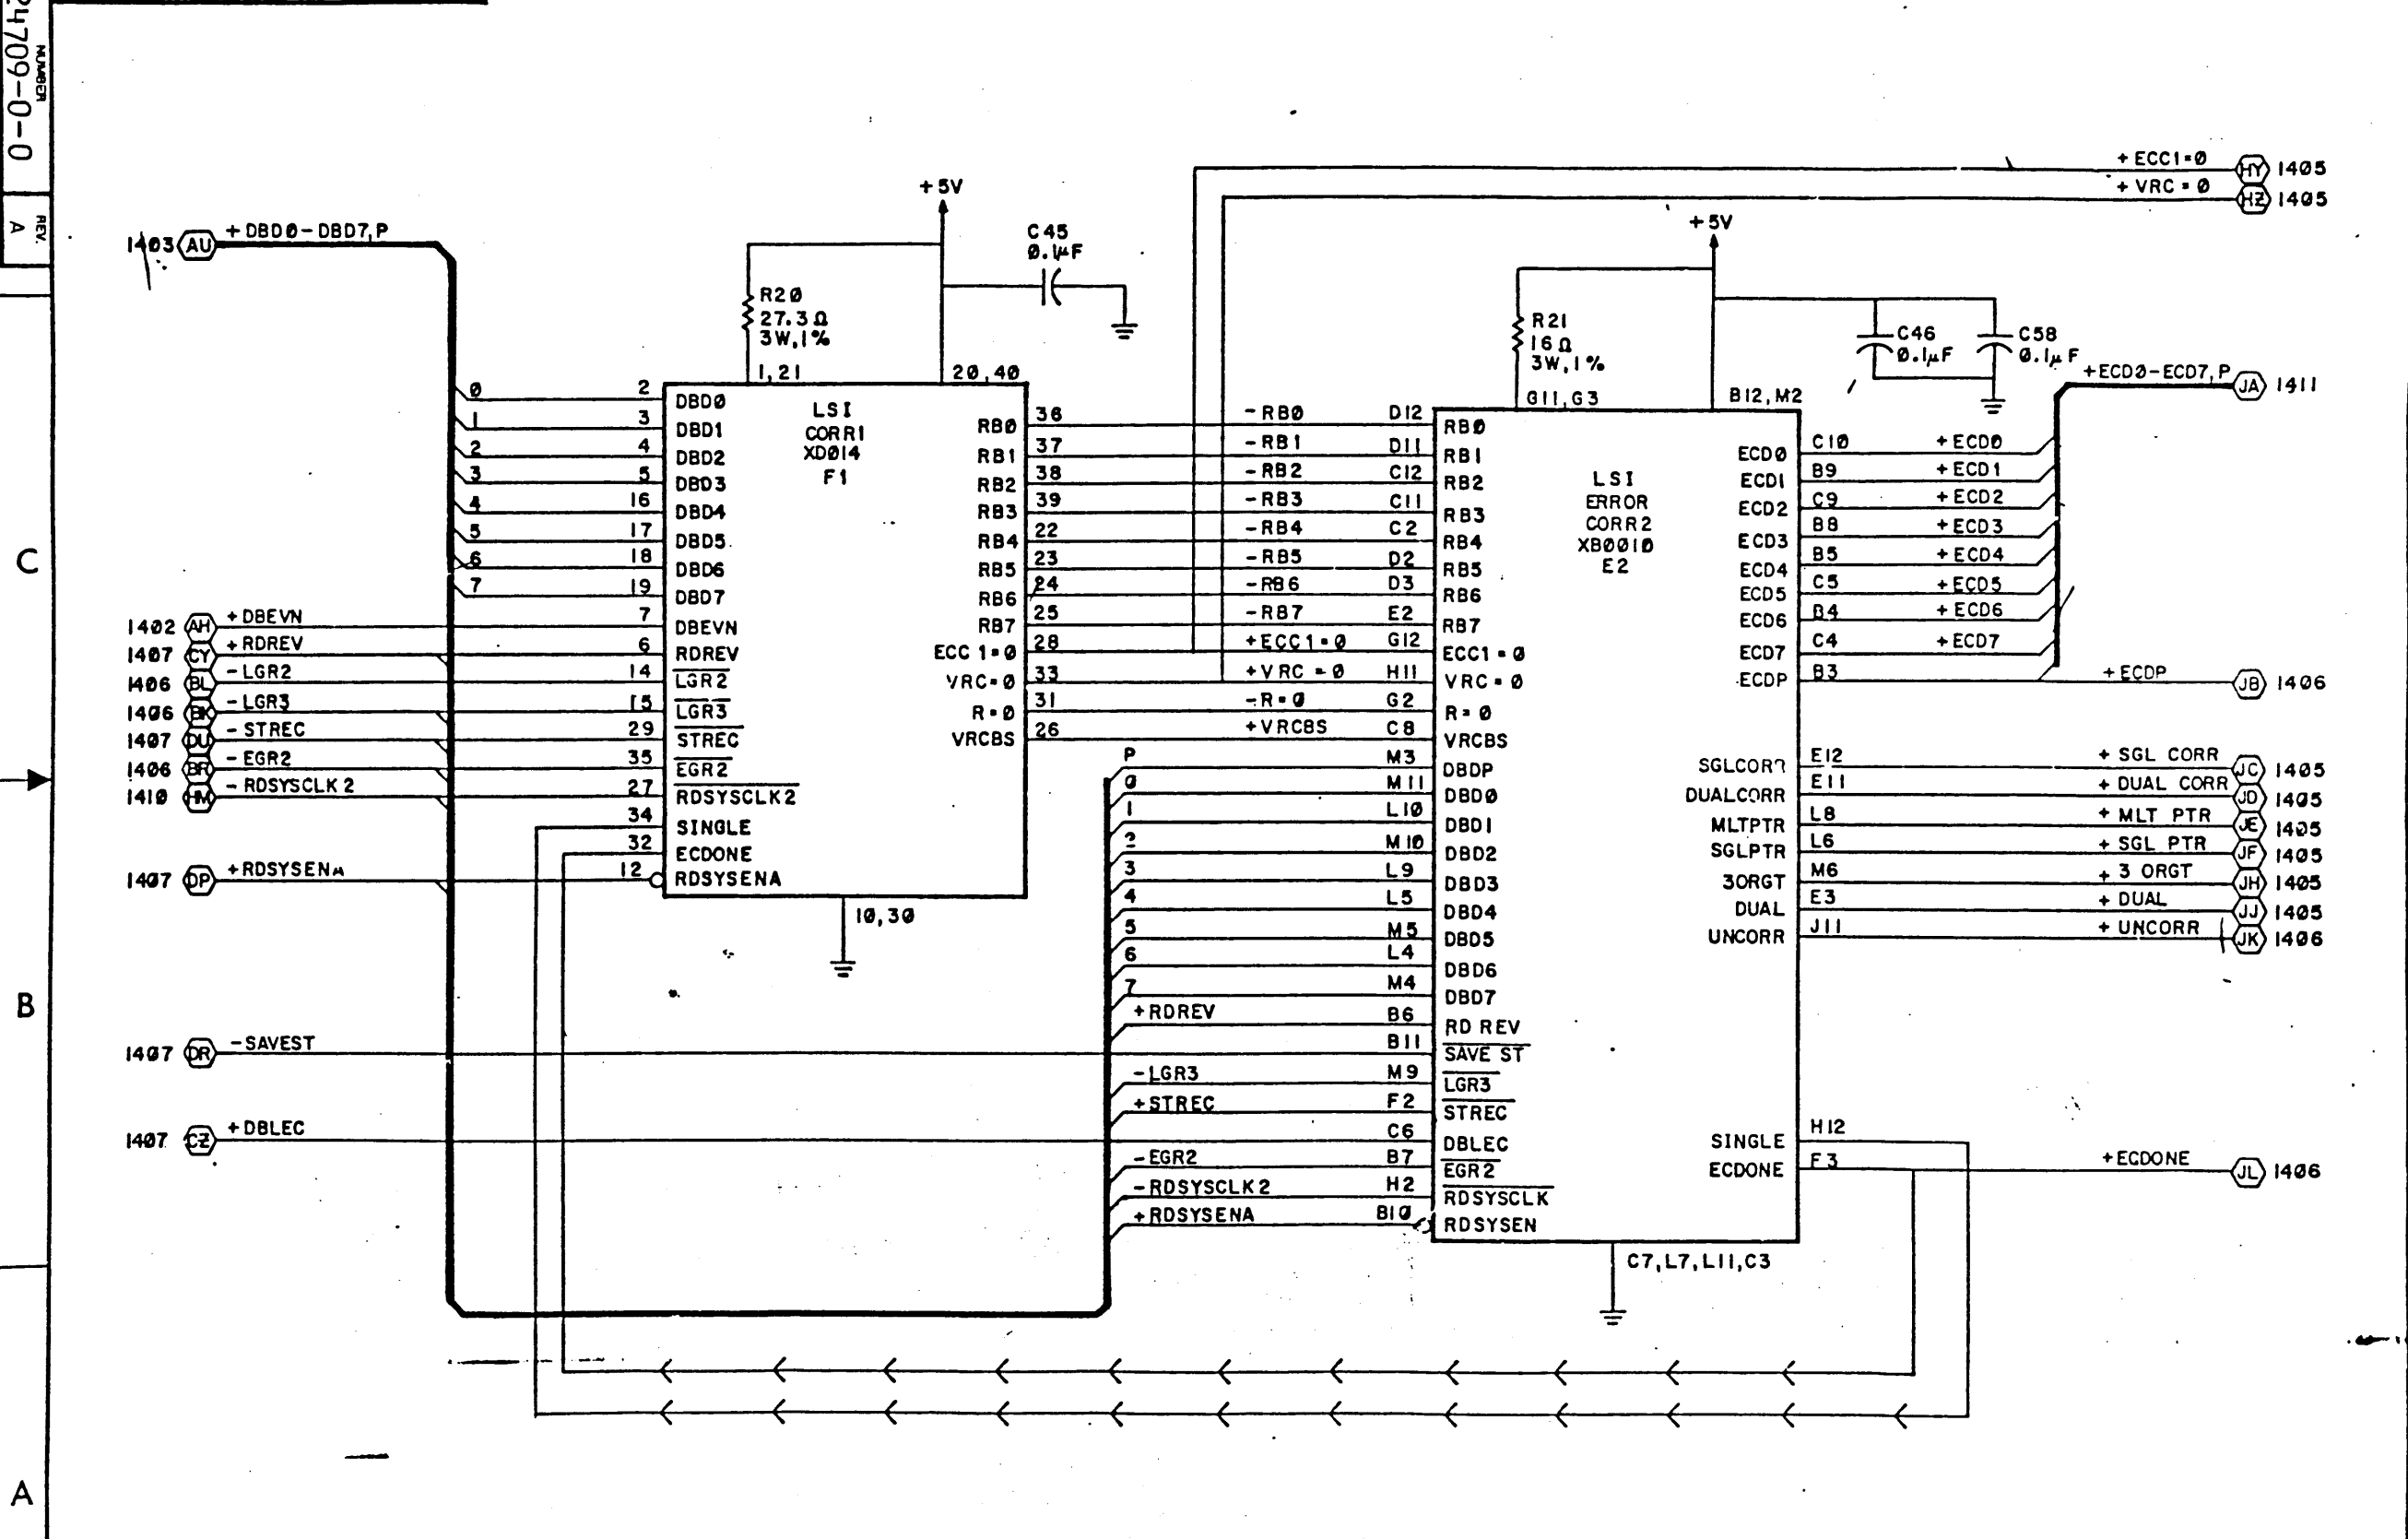 NUMBER
24709-0-0
REV.
A
C
B
A
1403 AU +DBD0-DBD7,P
1402 AH +DBEVN
1407 CY +RDREV
1406 BL -LGR2
1406 BK -LGR3
1407 DU -STREC
1406 BR -EGR2
1410 HM -RDSYSCLK2
1407 DP +RDSYSENA
1407 DR -SAVEST
1407 CZ +DBLEC
+5V
C45
0.1µF
R20
27.3Ω
3W,1%
1,21
20,40
LSI
CORR1
XD014
F1
0 2 DBD0
1 3 DBD1
2 4 DBD2
3 5 DBD3
4 16 DBD4
5 17 DBD5
6 18 DBD6
7 19 DBD7
7 DBEVN
6 RDREV
14 LGR2
15 LGR3
29 STREC
35 EGR2
27 RDSYSCLK2
34 SINGLE
32 ECDONE
12 RDSYSENA
10,30
RB0 36 -RB0 D12 RB0
RB1 37 -RB1 D11 RB1
RB2 38 -RB2 C12 RB2
RB3 39 -RB3 C11 RB3
RB4 22 -RB4 C2 RB4
RB5 23 -RB5 D2 RB5
RB6 24 -RB6 D3 RB6
RB7 25 -RB7 E2 RB7
ECC 1=0 28 +ECC1=0 G12 ECC1=0
VRC=0 33 +VRC=0 H11 VRC=0
R=0 31 -R=0 G2 R=0
VRCBS 26 +VRCBS C8 VRCBS
P M3 DBDP
0 M11 DBD0
1 L10 DBD1
2 M10 DBD2
3 L9 DBD3
4 L5 DBD4
5 M5 DBD5
6 L4 DBD6
7 M4 DBD7
+RDREV B6 RD REV
B11 SAVE ST
-LGR3 M9 LGR3
+STREC F2 STREC
C6 DBLEC
-EGR2 B7 EGR2
-RDSYSCLK2 H2 RDSYSCLK
+RDSYSENA B10 RDSYSEN
+5V
R21
16Ω
3W,1%
G11,G3
B12,M2
C46
0.1µF
C58
0.1µF
LSI
ERROR
CORR2
XB0010
E2
C7,L7,L11,C3
+ECC1=0 HY 1405
+VRC=0 HZ 1405
+ECD0-ECD7,P JA 1411
ECD0 C10 +ECD0
ECD1 B9 +ECD1
ECD2 C9 +ECD2
ECD3 B8 +ECD3
ECD4 B5 +ECD4
ECD5 C5 +ECD5
ECD6 B4 +ECD6
ECD7 C4 +ECD7
ECDP B3 +ECDP JB 1406
SGLCORR E12 +SGL CORR JC 1405
DUALCORR E11 +DUAL CORR JD 1405
MLTPTR L8 +MLT PTR JE 1405
SGLPTR L6 +SGL PTR JF 1405
3ORGT M6 +3 ORGT JH 1405
DUAL E3 +DUAL JJ 1405
UNCORR J11 +UNCORR JK 1406
SINGLE H12
ECDONE F3 +ECDONE JL 1406